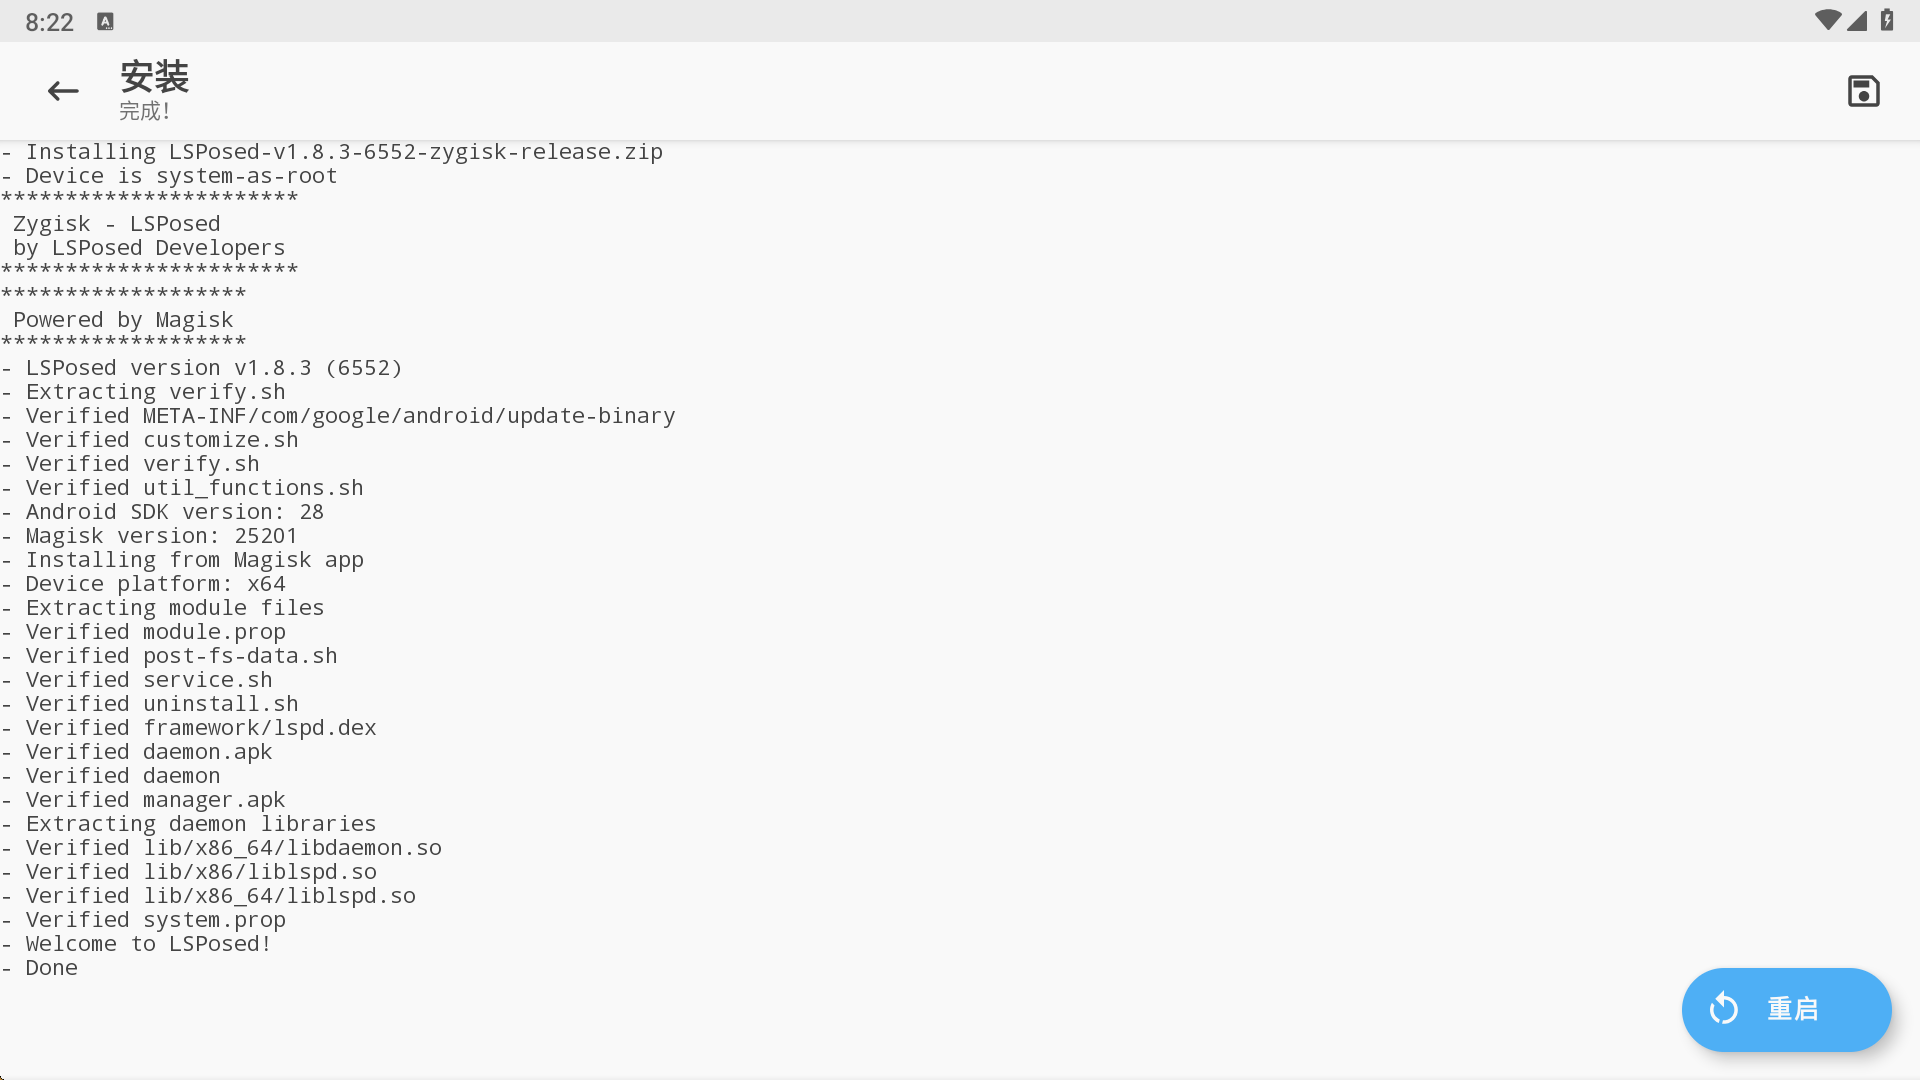 8:22
安装
完成！
- Installing LSPosed-v1.8.3-6552-zygisk-release.zip
- Device is system-as-root
***********************
Zygisk - LSPosed
by LSPosed Developers
***********************
*******************
Powered by Magisk
*******************
- LSPosed version v1.8.3 (6552)
- Extracting verify.sh
- Verified META-INF/com/google/android/update-binary
- Verified customize.sh
- Verified verify.sh
- Verified util_functions.sh
- Android SDK version: 28
- Magisk version: 25201
- Installing from Magisk app
- Device platform: x64
- Extracting module files
- Verified module.prop
- Verified post-fs-data.sh
- Verified service.sh
- Verified uninstall.sh
- Verified framework/lspd.dex
- Verified daemon.apk
- Verified daemon
- Verified manager.apk
- Extracting daemon libraries
- Verified lib/x86_64/libdaemon.so
- Verified lib/x86/liblspd.so
- Verified lib/x86_64/liblspd.so
- Verified system.prop
- Welcome to LSPosed!
- Done
重启